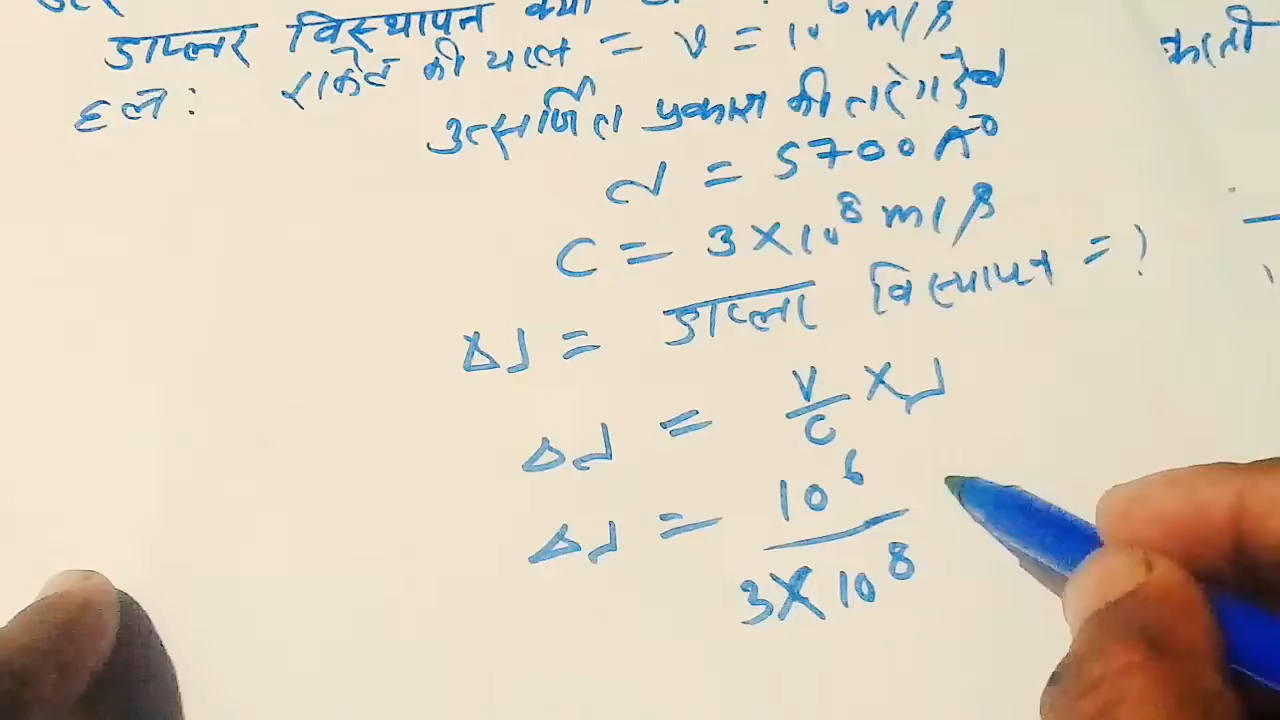 डाप्लर विस्थापन क्या
हल: राकेट की चाल = v = 10⁶ m/s
उत्सर्जित प्रकाश की तरंगदैर्ध्य
λ = 5700 A⁰
C = 3×10⁸ m/s
Δλ = डाप्लर विस्थापन = ?
Δλ = v/c × λ
Δλ = 10⁶ / 3×10⁸